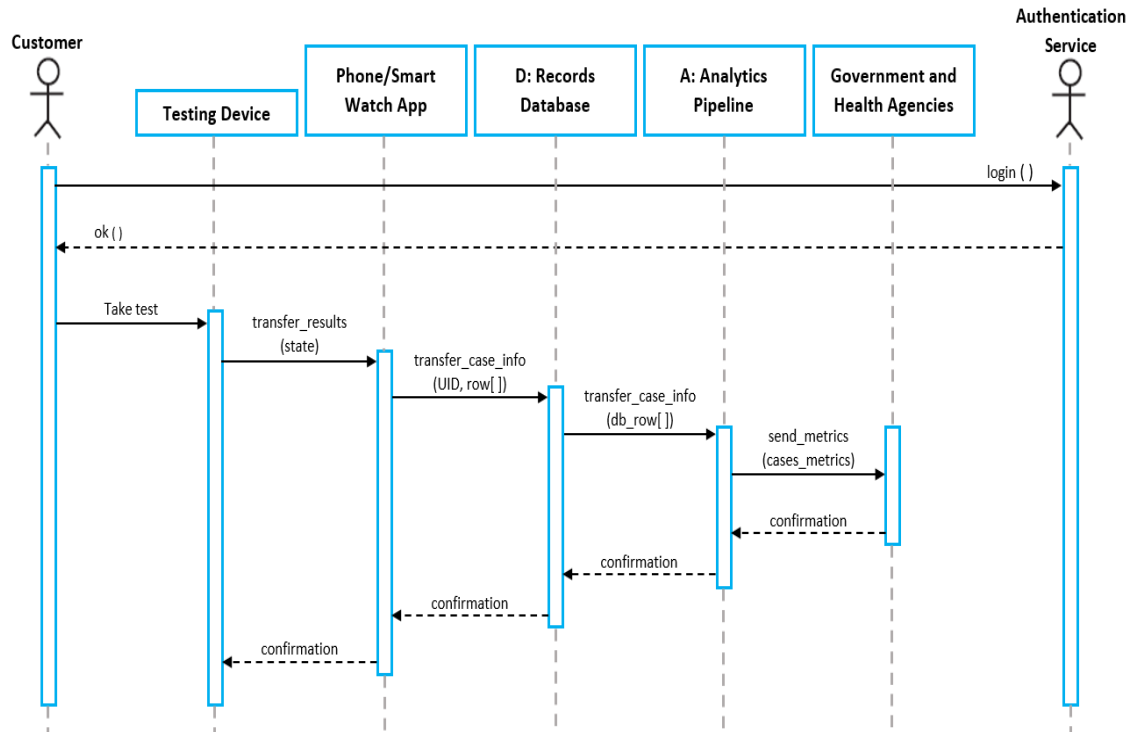 Authentication
Service
Customer
Testing Device
Phone/Smart
Watch App
D: Records
Database
A: Analytics
Pipeline
Government and
Health Agencies
login ( )
ok ( )
Take test
transfer_results
(state)
transfer_case_info
(UID, row[ ])
transfer_case_info
(db_row[ ])
send_metrics
(cases_metrics)
confirmation
confirmation
confirmation
confirmation